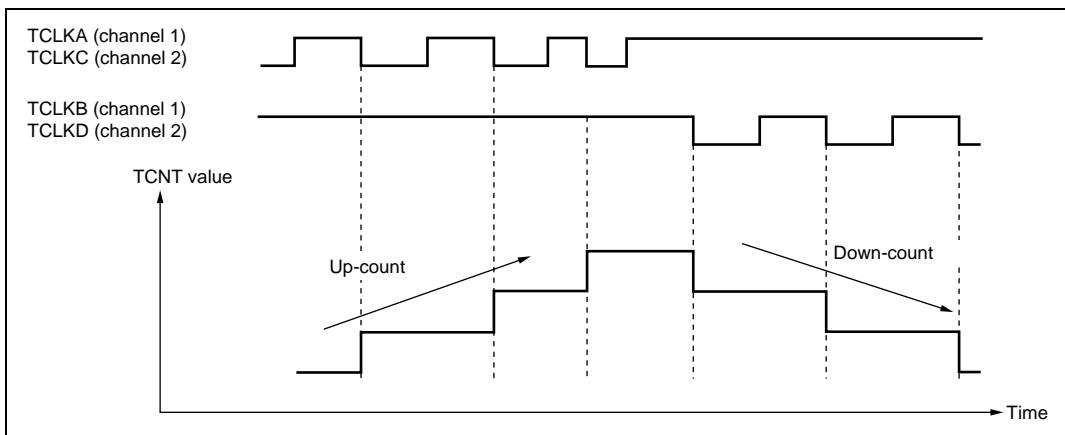 TCLKA (channel 1)
TCLKC (channel 2)
TCLKB (channel 1)
TCLKD (channel 2)
TCNT value
Up-count
Down-count
Time